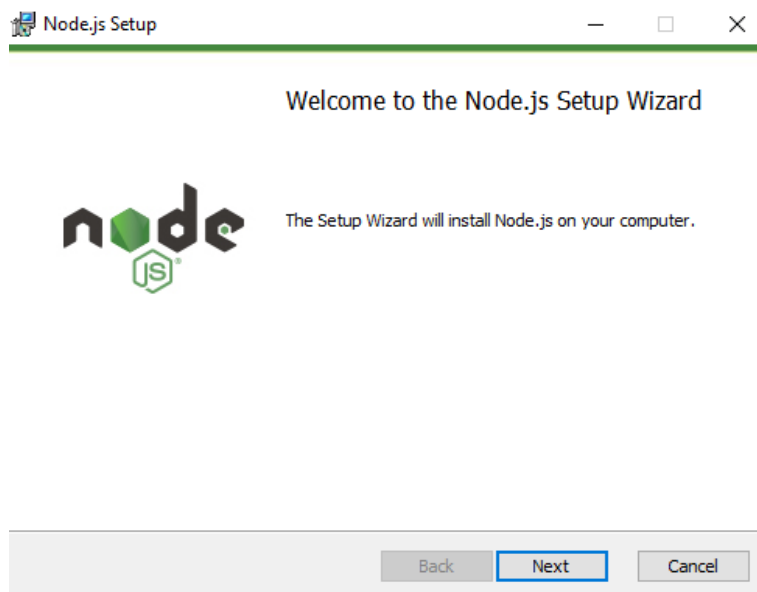 Node.js Setup
Welcome to the Node.js Setup Wizard
node
JS®
The Setup Wizard will install Node.js on your computer.
Back
Next
Cancel